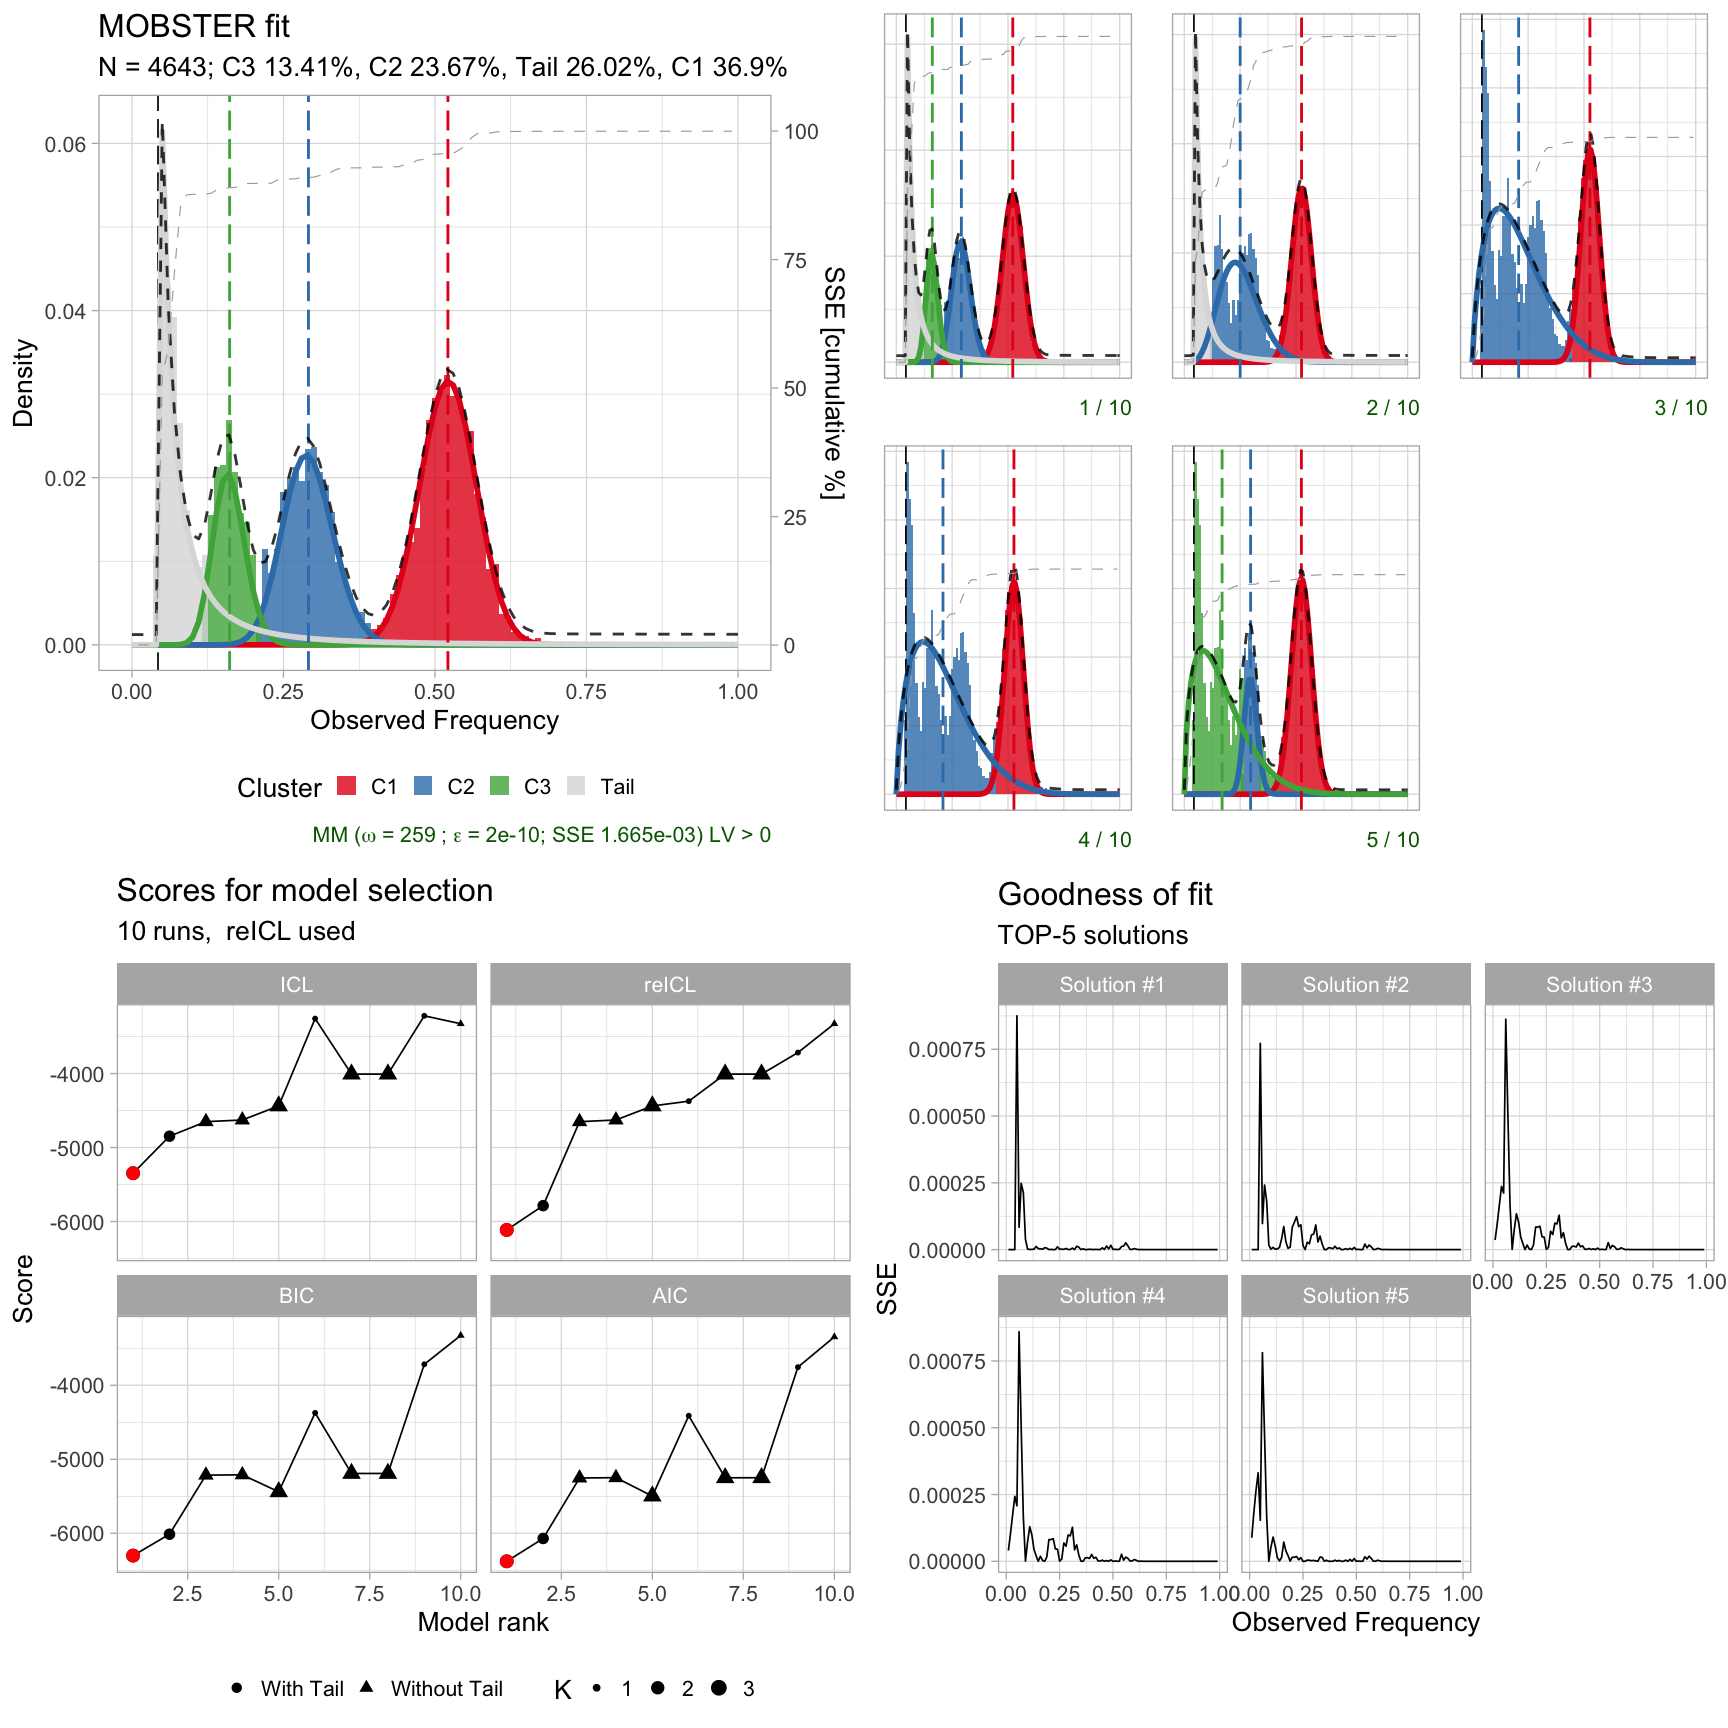 MOBSTER fit
N = 4643; C3 13.41%, C2 23.67%, Tail 26.02%, C1 36.9%
Density
0.06
0.04
0.02
0.00
100
75
50
25
0
SSE [cumulative %]
0.00 0.25 0.50 0.75 1.00
Observed Frequency
Cluster C1 C2 C3 Tail
MM (ω = 259 ; ε = 2e-10; SSE 1.665e-03) LV > 0
1 / 10
2 / 10
3 / 10
4 / 10
5 / 10
Scores for model selection
10 runs,  reICL used
ICL
reICL
-4000
-5000
-6000
BIC
AIC
-4000
-5000
-6000
Score
2.5 5.0 7.5 10.0 2.5 5.0 7.5 10.0
Model rank
With Tail Without Tail K 1 2 3
Goodness of fit
TOP-5 solutions
Solution #1
Solution #2
Solution #3
0.00075
0.00050
0.00025
0.00000
0.00 0.25 0.50 0.75 1.00
SSE
Solution #4
Solution #5
0.00075
0.00050
0.00025
0.00000
0.00 0.25 0.50 0.75 1.00 0.00 0.25 0.50 0.75 1.00
Observed Frequency